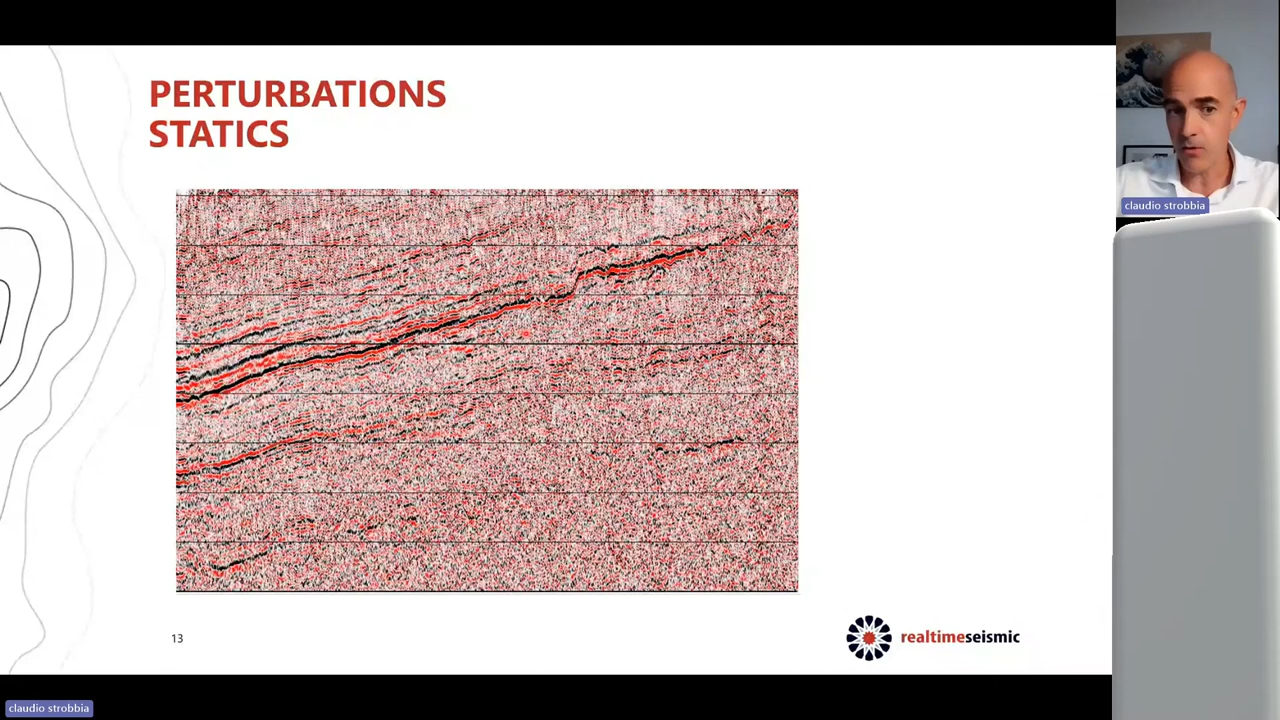 PERTURBATIONS
STATICS
claudio strobbia
13
realtimeseismic
claudio strobbia